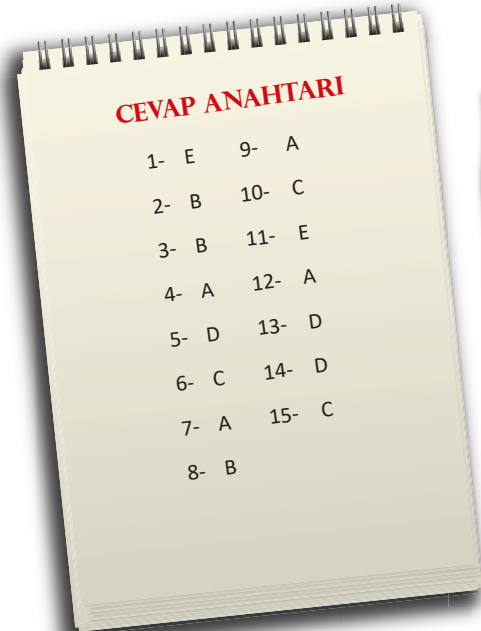 CEVAP ANAHTARI
1- E 9- A
2- B 10- C
3- B 11- E
4- A 12- A
5- D 13- D
6- C 14- D
7- A 15- C
8- B